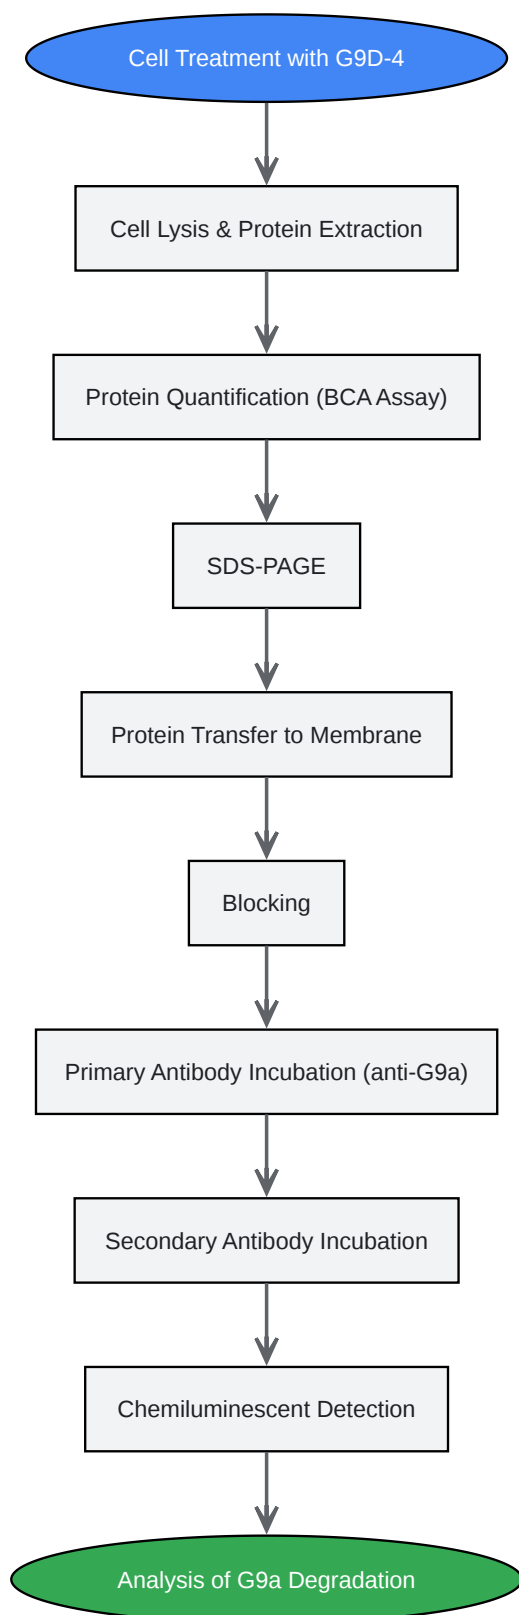 Cell Treatment with G9D-4
Cell Lysis & Protein Extraction
Protein Quantification (BCA Assay)
SDS-PAGE
Protein Transfer to Membrane
Blocking
Primary Antibody Incubation (anti-G9a)
Secondary Antibody Incubation
Chemiluminescent Detection
Analysis of G9a Degradation